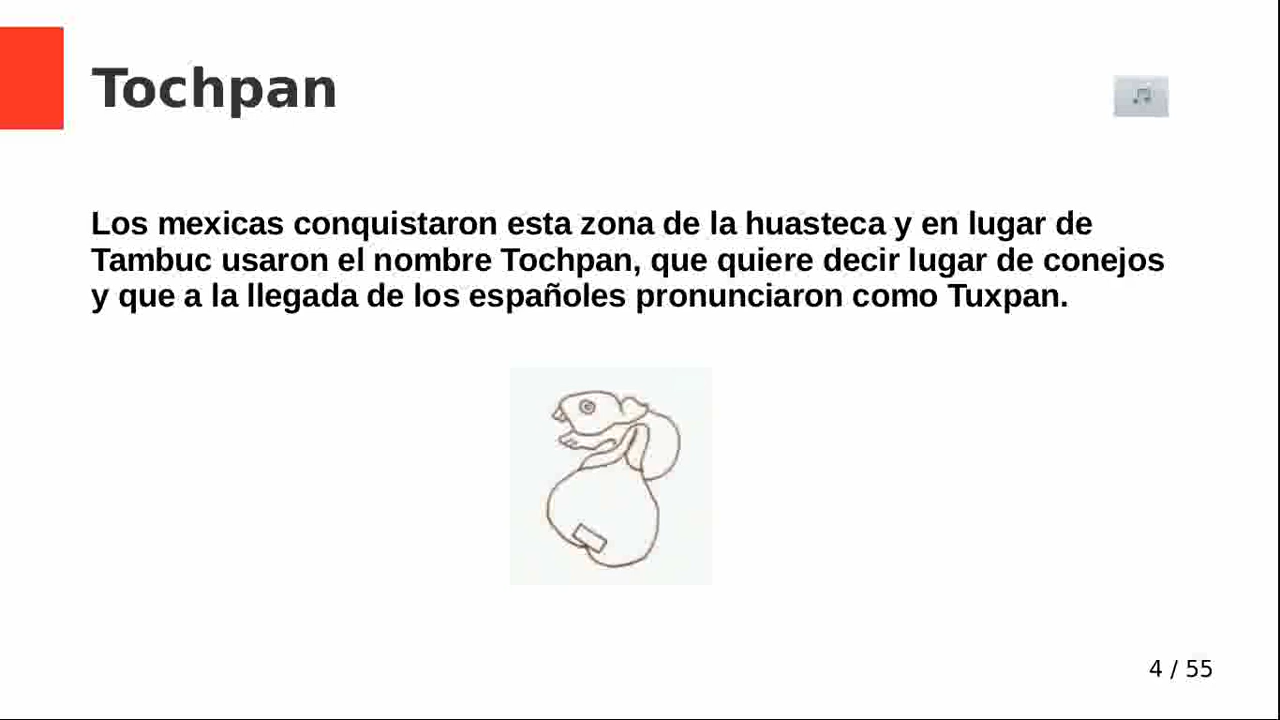 Tochpan
Los mexicas conquistaron esta zona de la huasteca y en lugar de
Tambuc usaron el nombre Tochpan, que quiere decir lugar de conejos
y que a la llegada de los españoles pronunciaron como Tuxpan.
4 / 55